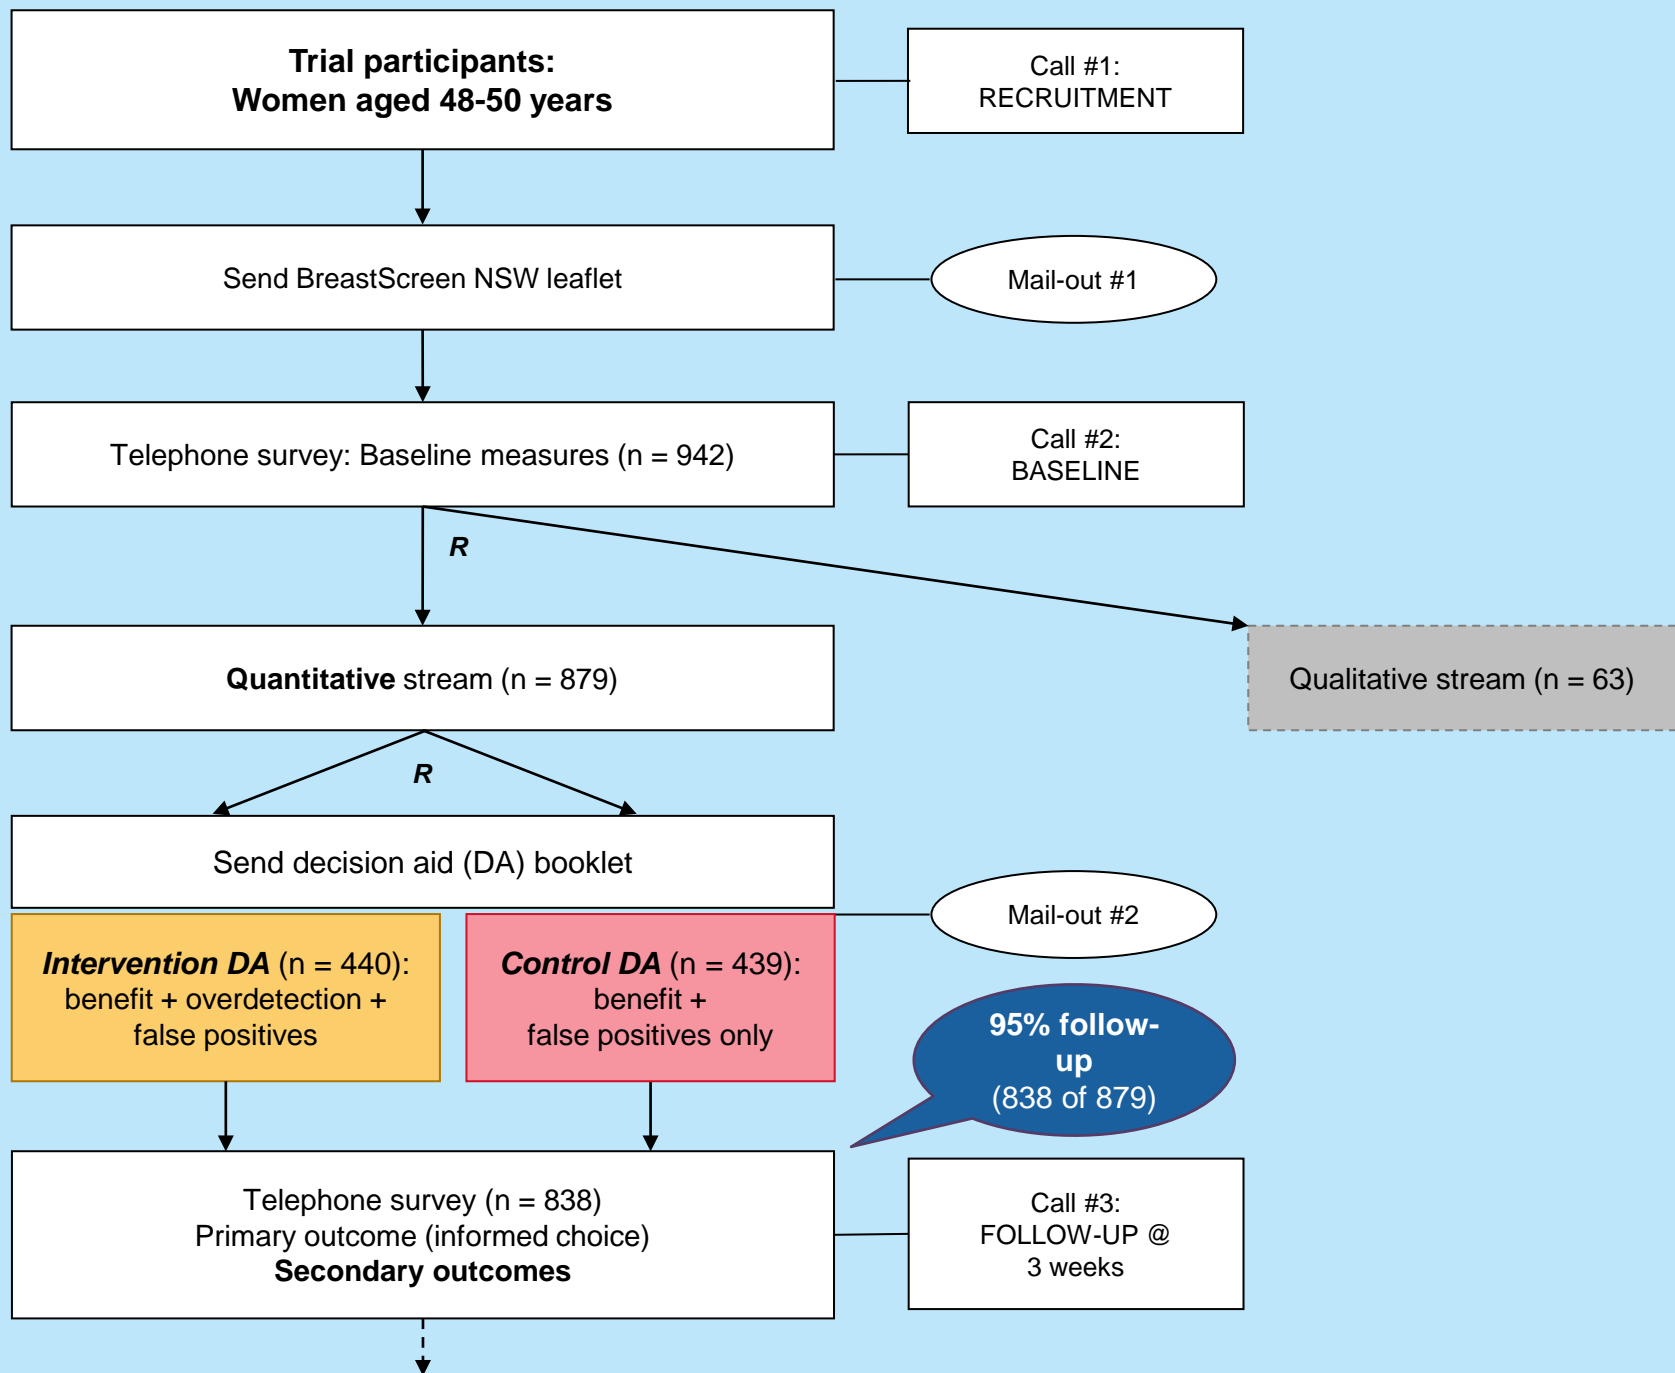 Trial participants:
Women aged 48-50 years
Call #1:
RECRUITMENT
Send BreastScreen NSW leaflet
Mail-out #1
Telephone survey: Baseline measures (n = 942)
Call #2:
BASELINE
R
Quantitative stream (n = 879)
Qualitative stream (n = 63)
R
Send decision aid (DA) booklet
Mail-out #2
Intervention DA (n = 440):
benefit + overdetection +
false positives
Control DA (n = 439):
benefit +
false positives only
95% follow-
up
(838 of 879)
Telephone survey (n = 838)
Primary outcome (informed choice)
Secondary outcomes
Call #3:
FOLLOW-UP @
3 weeks